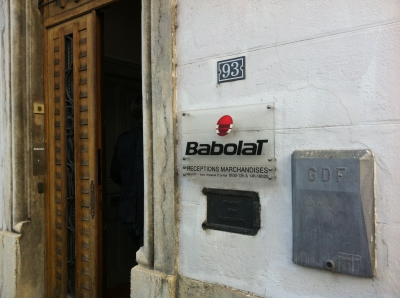 93
BabolaT
RECEPTIONS MARCHANDISES
GDF